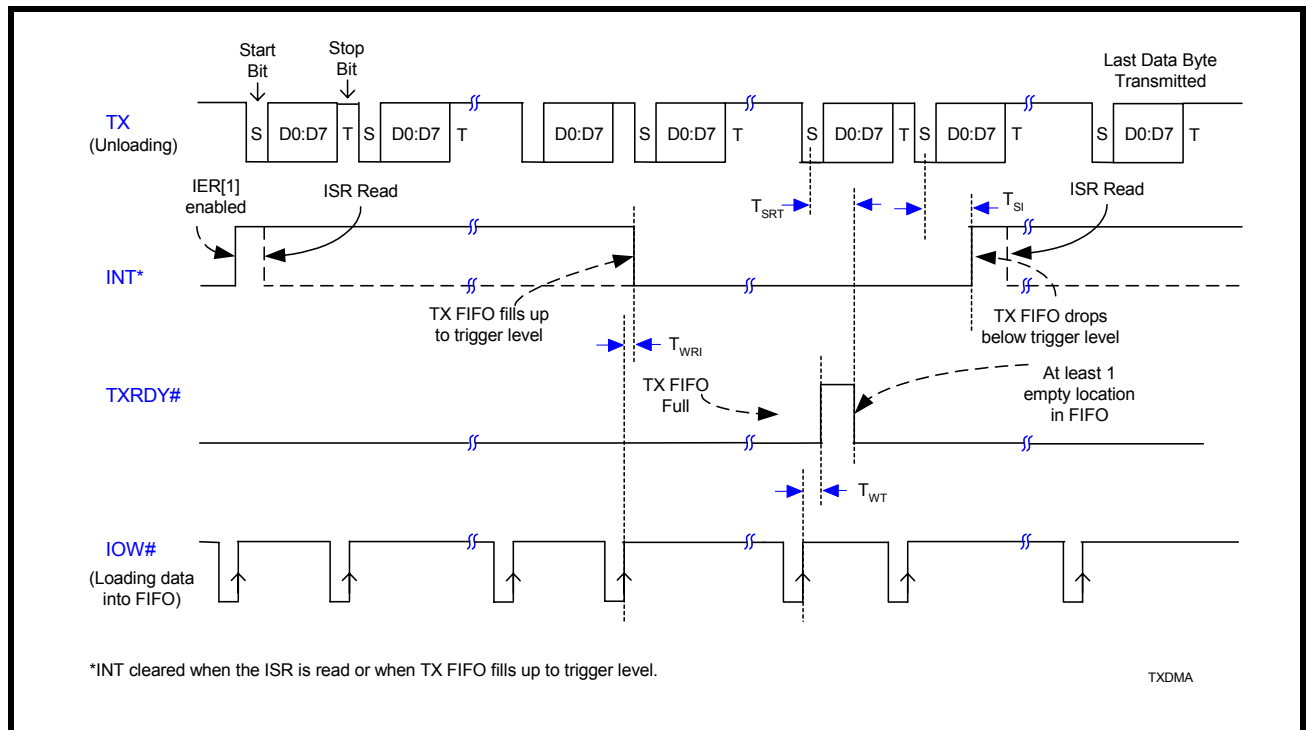 Start
Bit
Stop
Bit
Last Data Byte
Transmitted
TX
(Unloading)
S D0:D7 T S D0:D7 T D0:D7 S D0:D7 T S D0:D7 T S D0:D7 T S D0:D7 T
IER[1]
enabled
ISR Read
TSRT
TSI
ISR Read
INT*
TX FIFO fills up
to trigger level
TX FIFO drops
below trigger level
TWRI
TXRDY#
TX FIFO
Full
At least 1
empty location
in FIFO
TWT
IOW#
(Loading data
into FIFO)
*INT cleared when the ISR is read or when TX FIFO fills up to trigger level.
TXDMA